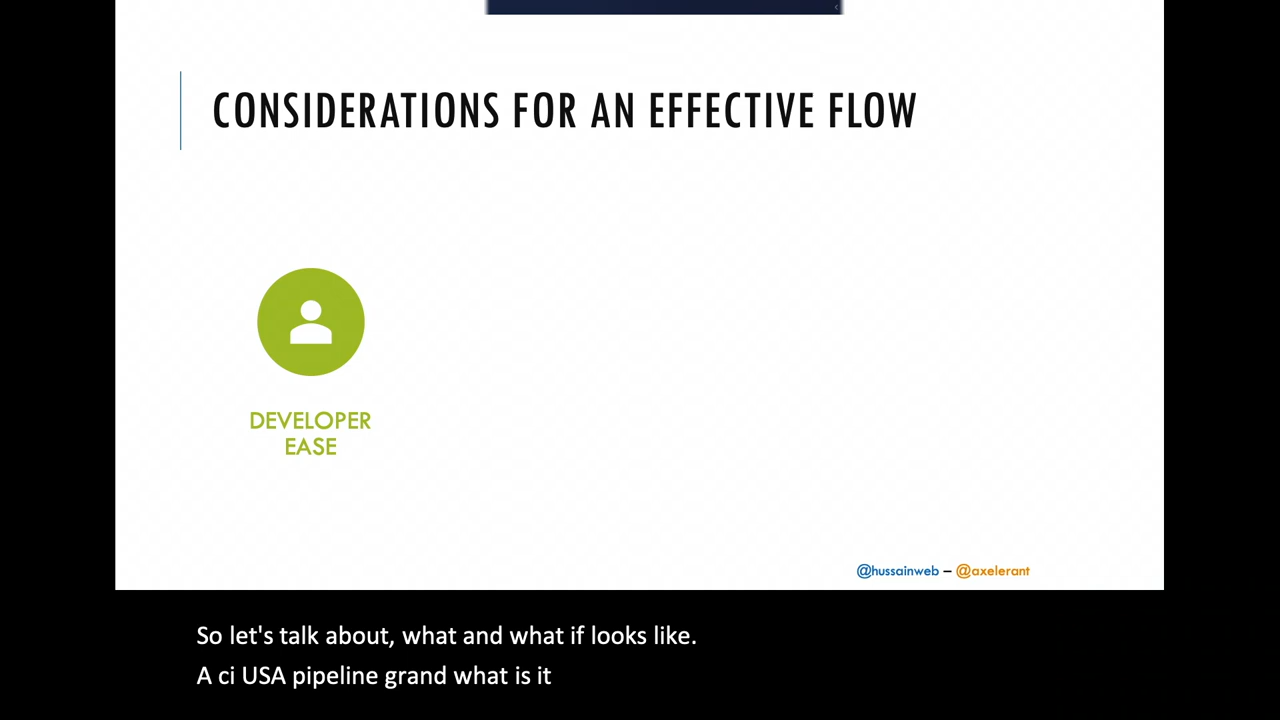 CONSIDERATIONS FOR AN EFFECTIVE FLOW
DEVELOPER
EASE
@hussainweb – @axelerant
So let's talk about, what and what if looks like.
A ci USA pipeline grand what is it